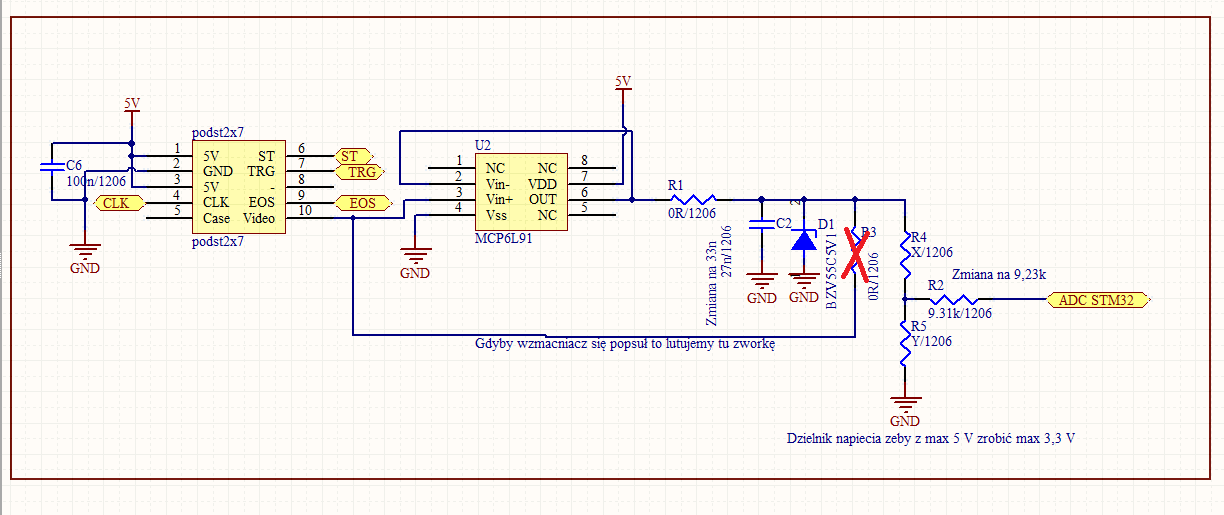 5V
5V
podst2x7
C6
100n/1206
1 5V ST 6 ST
2 GND TRG 7 TRG
3 5V - 8
CLK 4 CLK EOS 9 EOS
5 Case Video 10
podst2x7
GND
U2
1 NC NC 8
2 Vin- VDD 7
3 Vin+ OUT 6
4 Vss NC 5
MCP6L91
GND
R1
0R/1206
C2
27n/1206
Zmiana na 33n
GND
2
D1
BZV55C5V1
GND
R3
0R/1206
R4
X/1206
Zmiana na 9,23k
R2
9.31k/1206
ADC STM32
R5
Y/1206
GND
Gdyby wzmacniacz się popsuł to lutujemy tu zworkę
Dzielnik napiecia zeby z max 5 V zrobić max 3,3 V